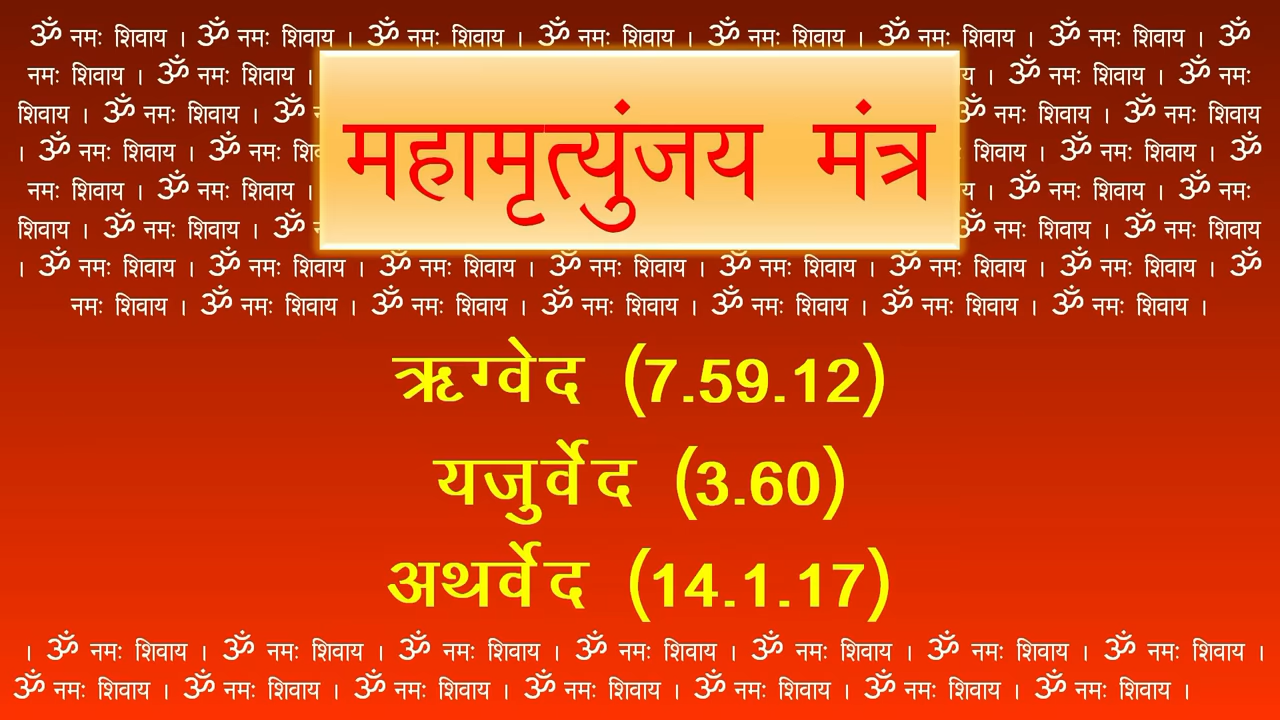 ॐ नमः शिवाय । ॐ नमः शिवाय । ॐ नमः शिवाय । ॐ नमः शिवाय । ॐ नमः शिवाय । ॐ नमः शिवाय । ॐ नमः शिवाय । ॐ
नमः शिवाय । ॐ नमः शिवाय । य । ॐ नमः शिवाय । ॐ नमः
शिवाय । ॐ नमः शिवाय । ॐ न ॐ नमः शिवाय । ॐ नमः शिवाय
महामृत्युंजय मंत्र
। ॐ नमः शिवाय । ॐ नमः शिव शिवाय । ॐ नमः शिवाय । ॐ
नमः शिवाय । ॐ नमः शिवाय । य । ॐ नमः शिवाय । ॐ नमः
शिवाय । ॐ नमः शिवाय । ॐ न ॐ नमः शिवाय । ॐ नमः शिवाय
। ॐ नमः शिवाय । ॐ नमः शिवाय । ॐ नमः शिवाय । ॐ नमः शिवाय । ॐ नमः शिवाय । ॐ नमः शिवाय । ॐ नमः शिवाय । ॐ
नमः शिवाय । ॐ नमः शिवाय । ॐ नमः शिवाय । ॐ नमः शिवाय । ॐ नमः शिवाय । ॐ नमः शिवाय । ॐ नमः शिवाय ।
ऋग्वेद (7.59.12)
यजुर्वेद (3.60)
अथर्वेद (14.1.17)
। ॐ नमः शिवाय । ॐ नमः शिवाय । ॐ नमः शिवाय । ॐ नमः शिवाय । ॐ नमः शिवाय । ॐ नमः शिवाय । ॐ नमः शिवाय ।
ॐ नमः शिवाय । ॐ नमः शिवाय । ॐ नमः शिवाय । ॐ नमः शिवाय । ॐ नमः शिवाय । ॐ नमः शिवाय । ॐ नमः शिवाय ।